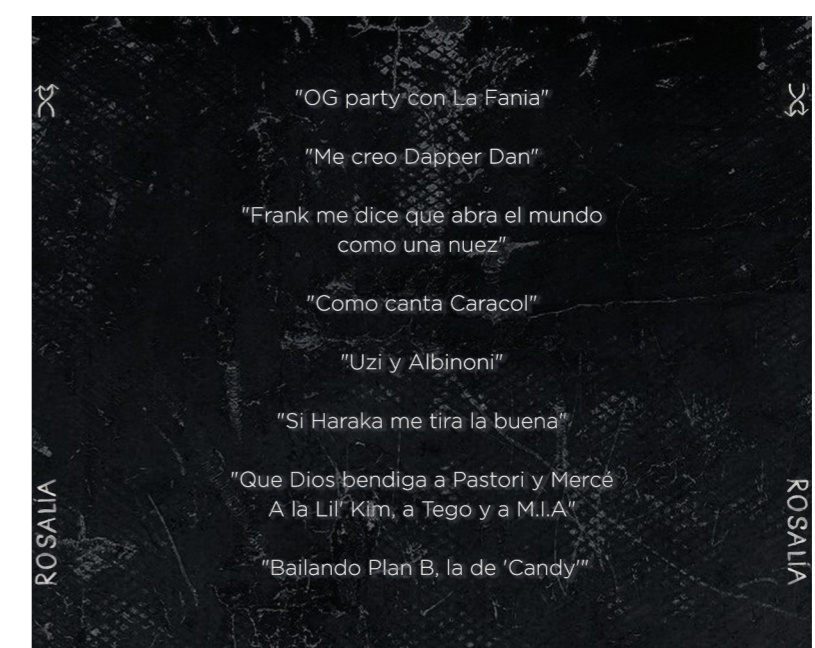 "OG party con La Fania"
"Me creo Dapper Dan"
"Frank me dice que abra el mundo
como una nuez"
"Como canta Caracol"
"Uzi y Albinoni"
"Si Haraka me tira la buena"
"Que Dios bendiga a Pastori y Mercé
A la Lil' Kim, a Tego y a M.I.A"
"Bailando Plan B, la de 'Candy'"
ROSALÍA
ROSALÍA